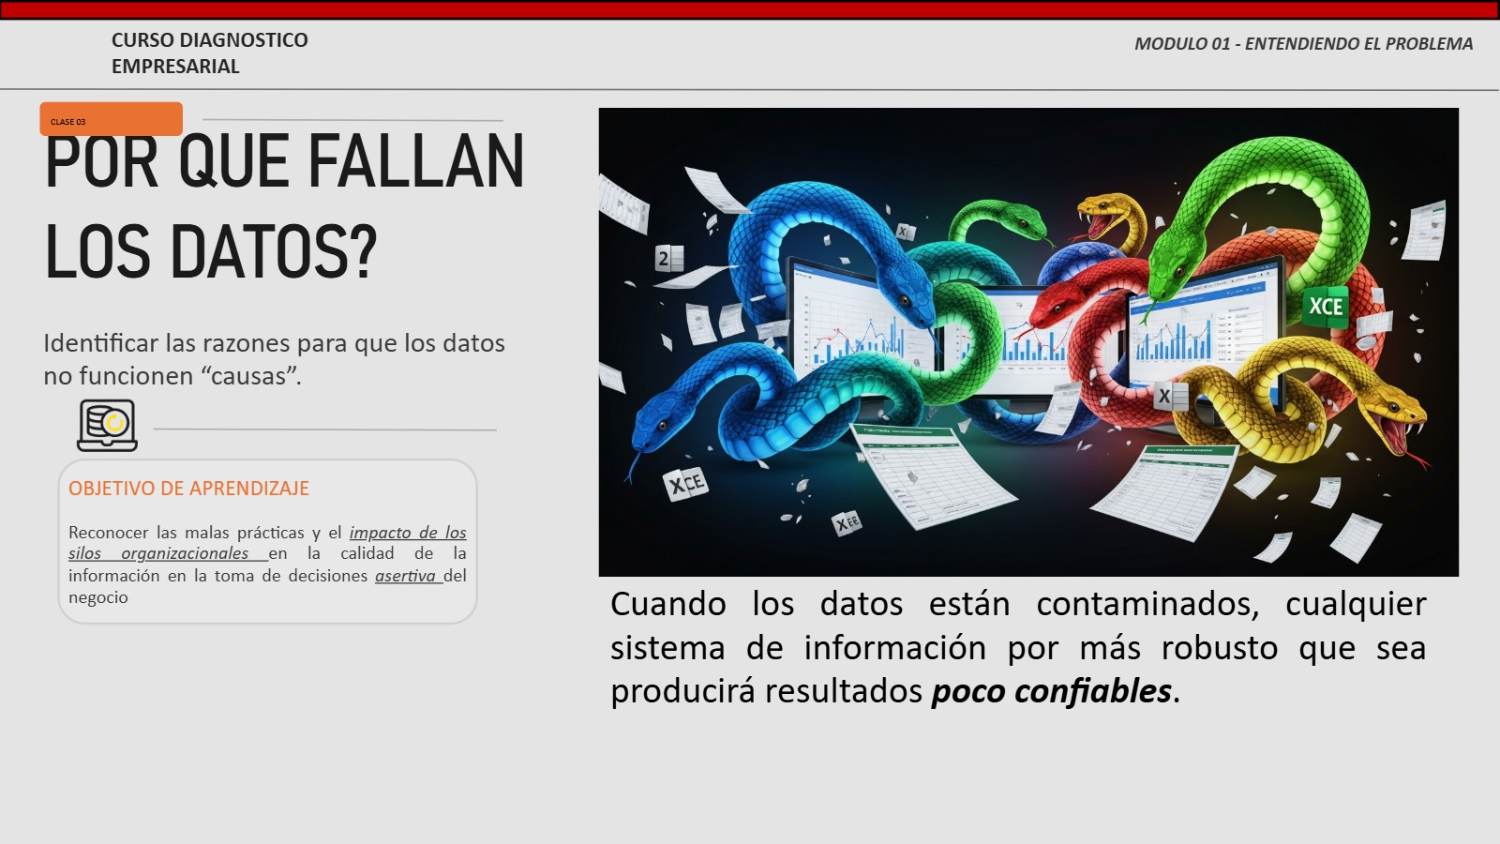 CURSO DIAGNOSTICO
EMPRESARIAL
MODULO 01 - ENTENDIENDO EL PROBLEMA
CLASE 03
POR QUE FALLAN
LOS DATOS?
Identificar las razones para que los datos
no funcionen “causas”.
OBJETIVO DE APRENDIZAJE
Reconocer las malas prácticas y el impacto de los
silos organizacionales en la calidad de la
información en la toma de decisiones asertiva del
negocio
2
X
XCE
X
XCE
XEE
Cuando los datos están contaminados, cualquier
sistema de información por más robusto que sea
producirá resultados poco confiables.